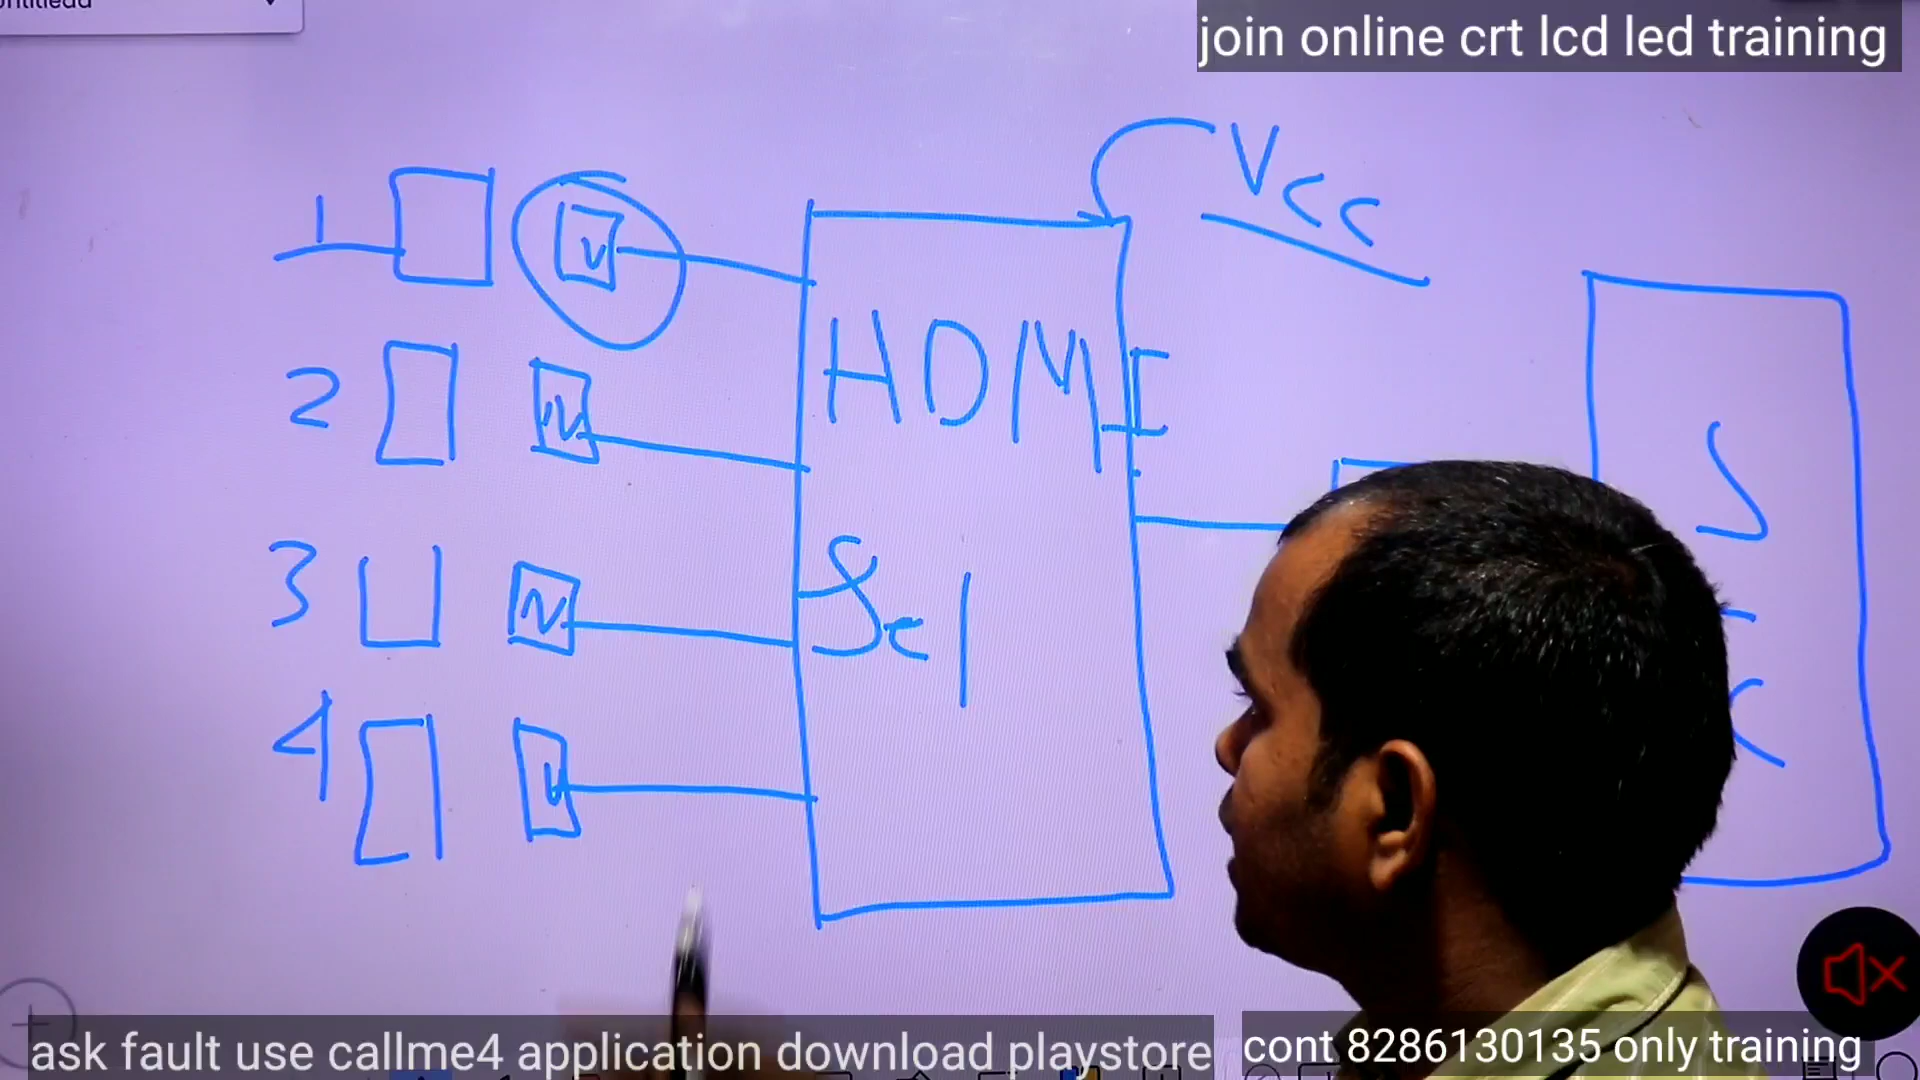 join online crt lcd led training
Vcc
1
V
HDMI
2
3
Sel
4
ask fault use callme4 application download playstore
cont 8286130135 only training